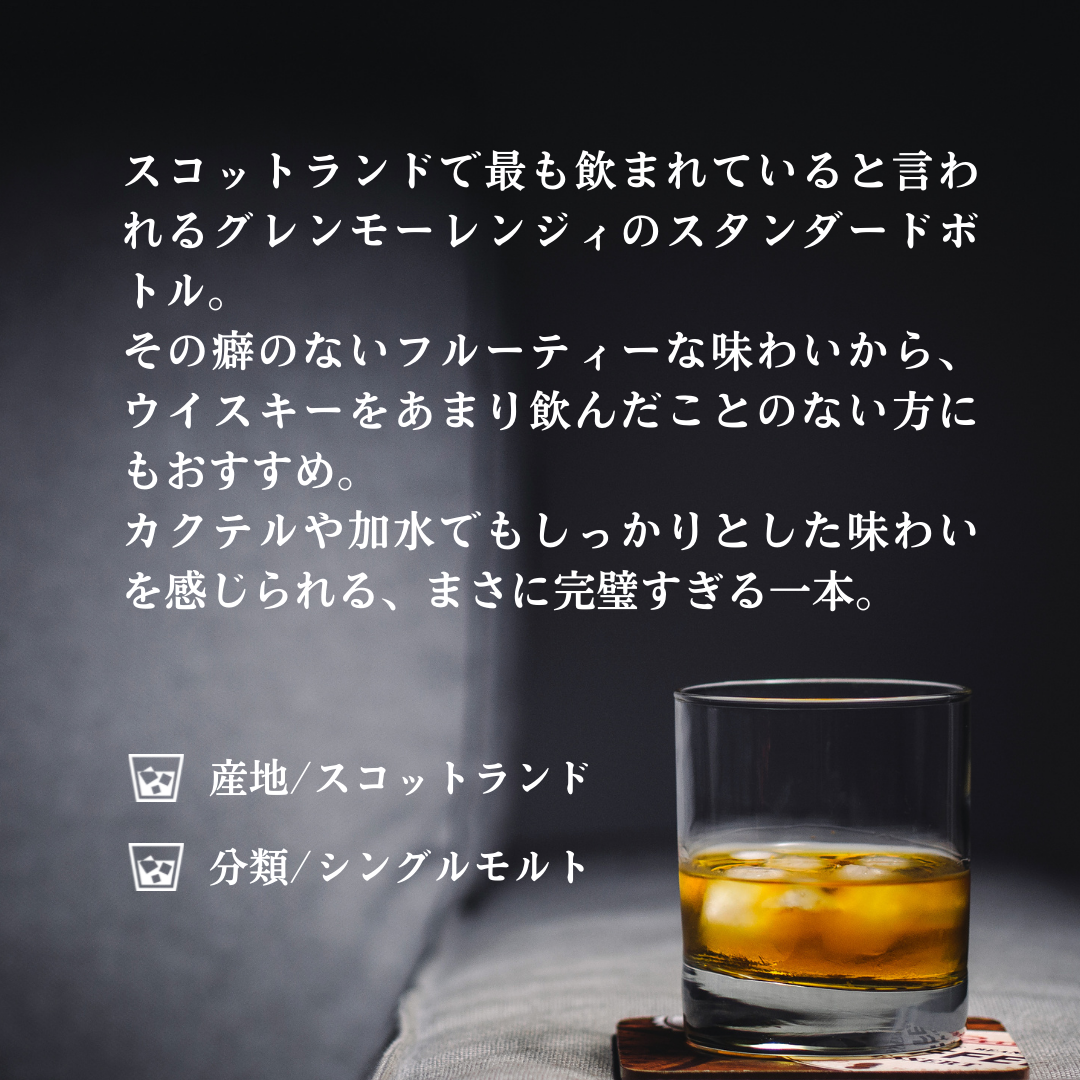 スコットランドで最も飲まれていると言わ
れるグレンモーレンジィのスタンダードボ
トル。
その癖のないフルーティーな味わいから、
ウイスキーをあまり飲んだことのない方に
もおすすめ。
カクテルや加水でもしっかりとした味わい
を感じられる、まさに完璧すぎる一本。
産地/スコットランド
分類/シングルモルト